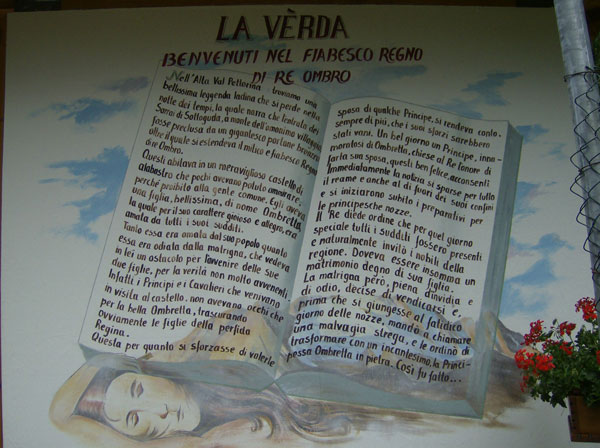 LA VÈRDA
BENVENUTI NEL FIABESCO REGNO
DI RE OMBRO
Nell'Alta Val Pettorina troviamo una
bellissima leggenda ladina che si perde nella
notte dei tempi, la quale narra che l'entrata dei
Serrai di Sottoguda, a monte dell'omonimo villaggio,
fosse preclusa da un gigantesco portone bronzeo
oltre il quale si estendeva il mitico e fiabesco Regno
di re Ombro.
Questi abitava in un meraviglioso castello di
alabastro che pochi avevano potuto ammirare,
perché proibito alla gente comune. Egli aveva
una figlia, bellissima, di nome Ombretta,
la quale per il suo carattere gioioso e allegro, era
amata da tutti i suoi sudditi.
Tanto essa era amata dal suo popolo quanto
essa era odiata dalla matrigna, che vedeva
in lei un ostacolo per l'avvenire delle sue
due figlie, per la verità non molto avvenenti.
Infatti i Principi e i Cavalieri che venivano
in visita al castello, non avevano occhi che
per la bella Ombretta, trascurando
ovviamente le figlie della perfida
Regina.
Questa per quanto si sforzasse di valerle
sposa di qualche Principe, si rendeva conto
sempre di più, che i suoi sforzi sarebbero
stati vani. Un bel giorno un Principe, inna-
moratosi di Ombretta, chiese al Re l'onore di
farla sua sposa, questi ben felice, acconsentì.
Immediatamente la notizia si sparse per tutto
il reame e anche al di fuori dei suoi confini
e si iniziarono subito i preparativi per
le principesche nozze.
Il Re diede ordine che per quel giorno
speciale tutti i sudditi fossero presenti
e naturalmente invitò i nobili della
regione. Doveva essere insomma un
matrimonio degno di sua figlia.
La matrigna però, piena d'invidia e
di odio, decise di vendicarsi e,
prima che si giungesse al fatidico
giorno delle nozze, mandò a chiamare
una malvagia strega, e le ordinò di
trasformare con un incantesimo, la Princi-
pessa Ombretta in pietra. Così fu fatto...